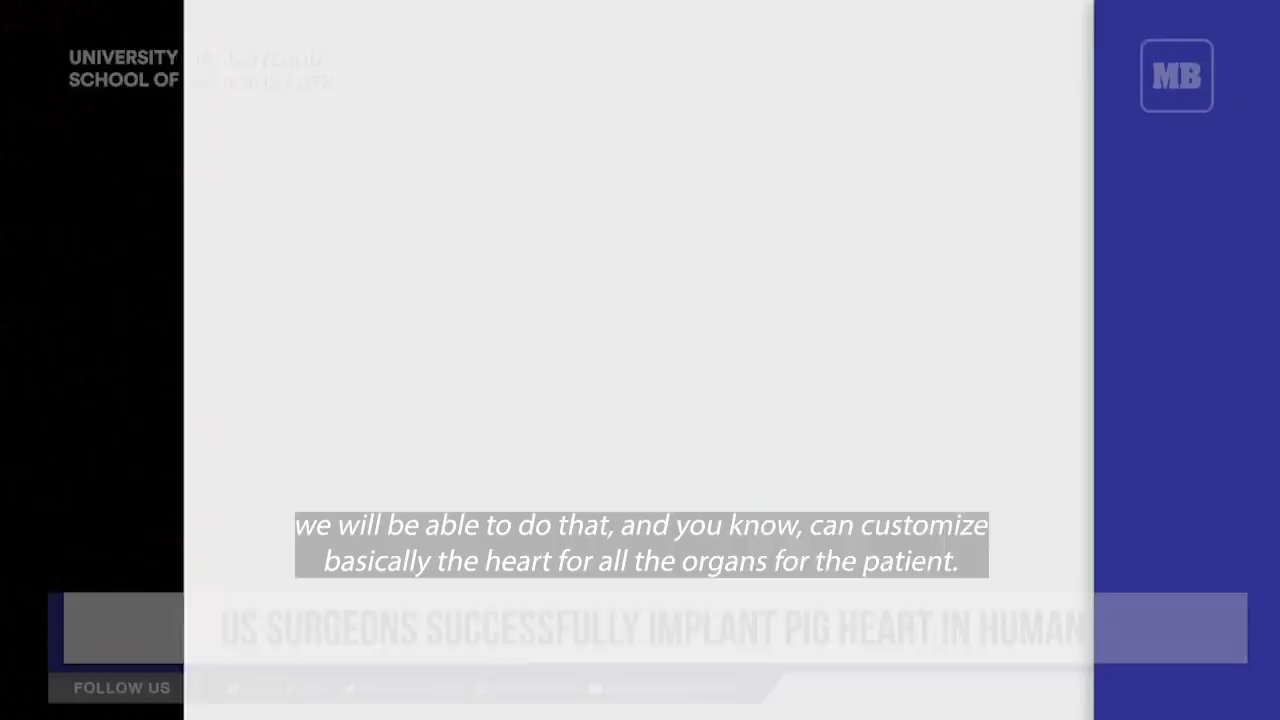 UNIVERSITY
SCHOOL OF
MB
we will be able to do that, and you know, can customize
basically the heart for all the organs for the patient.
US SURGEONS SUCCESSFULLY IMPLANT PIG HEART IN HUMAN
FOLLOW US